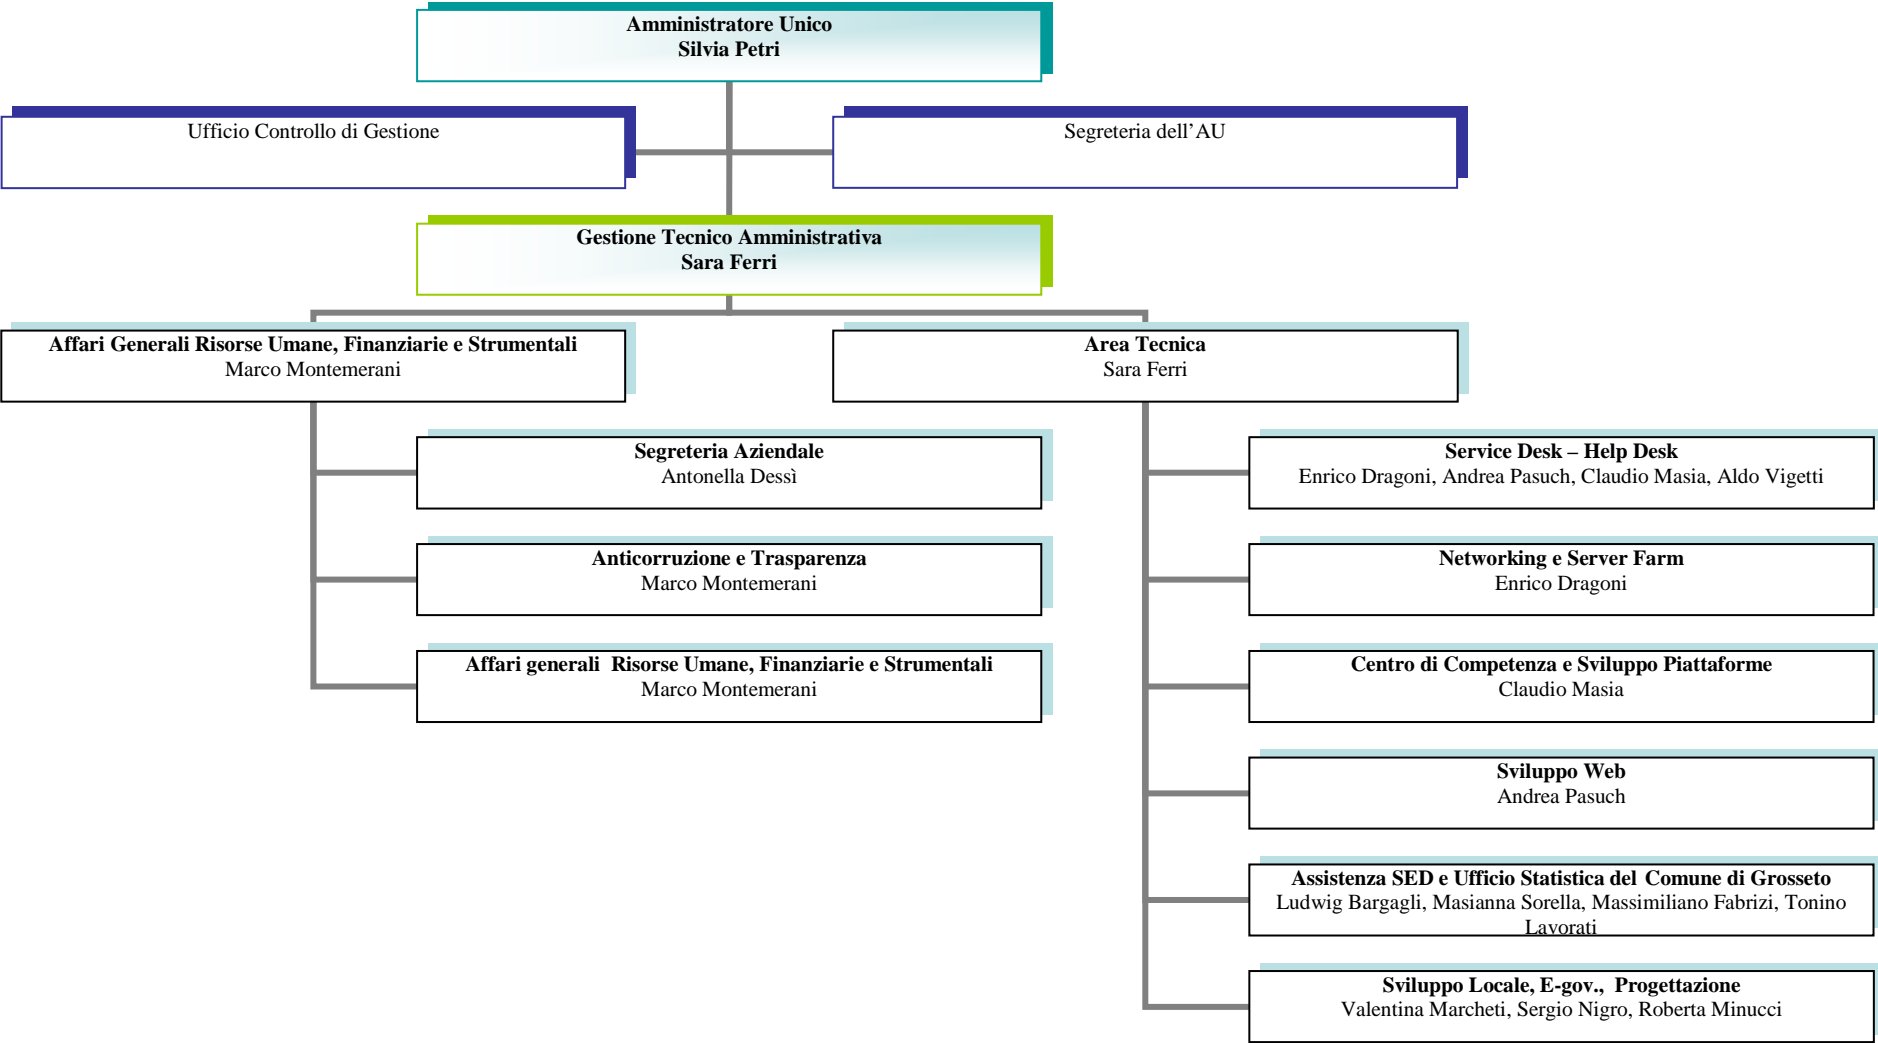 Amministratore Unico
Silvia Petri
Ufficio Controllo di Gestione
Segreteria dell’AU
Gestione Tecnico Amministrativa
Sara Ferri
Affari Generali Risorse Umane, Finanziarie e Strumentali
Marco Montemerani
Area Tecnica
Sara Ferri
Segreteria Aziendale
Antonella Dessì
Anticorruzione e Trasparenza
Marco Montemerani
Affari generali  Risorse Umane, Finanziarie e Strumentali
Marco Montemerani
Service Desk – Help Desk
Enrico Dragoni, Andrea Pasuch, Claudio Masia, Aldo Vigetti
Networking e Server Farm
Enrico Dragoni
Centro di Competenza e Sviluppo Piattaforme
Claudio Masia
Sviluppo Web
Andrea Pasuch
Assistenza SED e Ufficio Statistica del Comune di Grosseto
Ludwig Bargagli, Masianna Sorella, Massimiliano Fabrizi, Tonino
Lavorati
Sviluppo Locale, E-gov.,  Progettazione
Valentina Marcheti, Sergio Nigro, Roberta Minucci